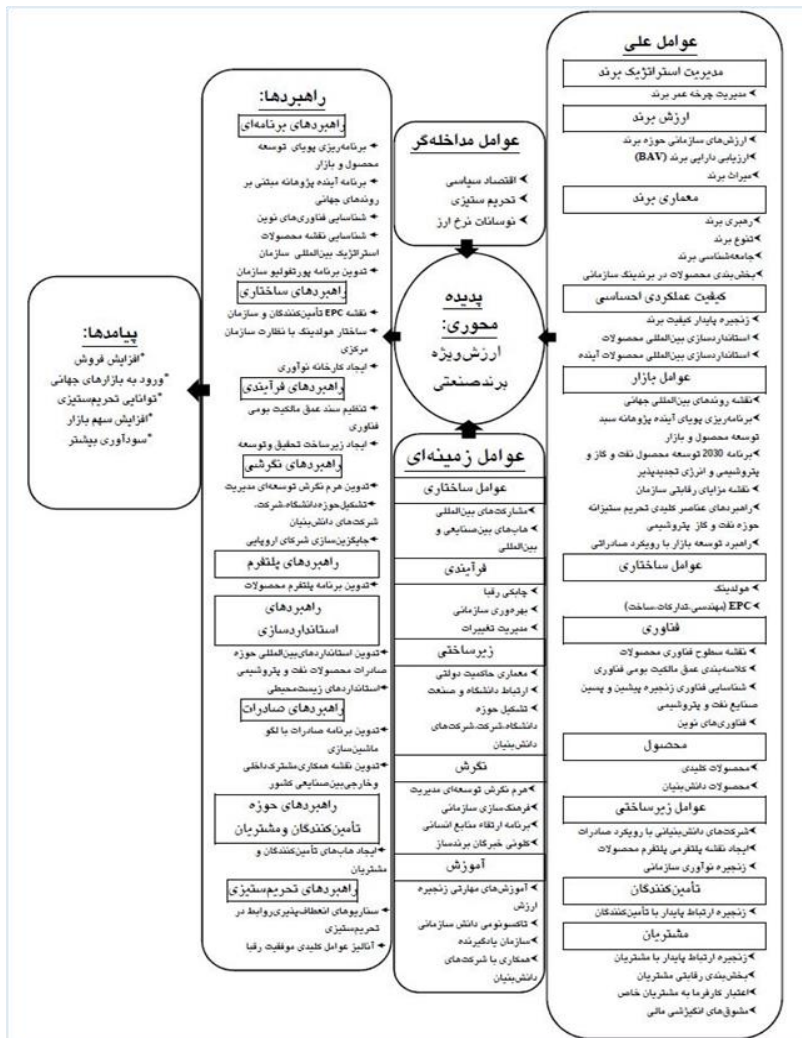 عوامل علی
مدیریت استراتژیک برند
مدیریت چرخه عمر برند
ارزش برند
ارزش‌های سازمانی حوزه برند
ارزیابی دارایی برند (BAV)
میراث برند
معماری برند
رهبری برند
تنوع برند
جامعه‌شناسی برند
بخش‌بندی محصولات در برندینگ سازمانی
کیفیت عملکردی احساسی
زنجیره پایدار کیفیت برند
استانداردسازی بین‌المللی محصولات
استانداردسازی بین‌المللی محصولات آینده
عوامل بازار
نقشه روندهای بین‌المللی جهانی
برنامه‌ریزی پویای آینده پژوهانه سبد
توسعه محصول و بازار
برنامه 2030 توسعه محصول نفت و گاز و
پتروشیمی و انرژی تجدیدپذیر
نقشه مزایای رقابتی سازمان
راهبردهای عناصر کلیدی تحریم ستیزانه
حوزه نفت و گاز پتروشیمی
راهبرد توسعه بازار با رویکرد صادراتی
عوامل ساختاری
هولدینگ
EPC (مهندسی،تدارکات،ساخت)
فناوری
نقشه سطوح فناوری محصولات
کلاسه‌بندی عمق مالکیت بومی فناوری
شناسایی فناوری زنجیره پیشین و پسین
صنایع نفت و پتروشیمی
فناوری‌های نوین
محصول
محصولات کلیدی
محصولات دانش‌بنیان
عوامل زیرساختی
شرکت‌های دانش‌بنیانی با رویکرد صادرات
ایجاد نقشه پلتفرمی پلتفرم محصولات
زنجیره نوآوری سازمانی
تأمین‌کنندگان
زنجیره ارتباط پایدار با تأمین‌کنندگان
مشتریان
زنجیره ارتباط پایدار با مشتریان
بخش‌بندی رقابتی مشتریان
اعتبار کارفرما به مشتریان خاص
مشوق‌های انگیزشی مالی
عوامل مداخله‌گر
اقتصاد سیاسی
تحریم ستیزی
نوسانات نرخ ارز
پدیده
محوری:
ارزش‌ویژه
برندصنعتی
عوامل زمینه‌ای
عوامل ساختاری
مشارکت‌های بین‌المللی
هاب‌های بین‌صنایعی و
بین‌المللی
فرآیندی
چابکی رقبا
بهره‌وری سازمانی
مدیریت تغییرات
زیرساختی
معماری حاکمیت دولتی
ارتباط دانشگاه و صنعت
تشکیل حوزه
دانشگاه،شرکت،شرکت‌های
دانش‌بنیان
نگرش
هرم نگرش توسعه‌ای مدیریت
فرهنگ‌سازی سازمانی
برنامه ارتقاء منابع انسانی
کلونی خبرگان برندساز
آموزش
آموزش‌های مهارتی زنجیره
ارزش
تاکسونومی دانش سازمانی
سازمان یادگیرنده
همکاری با شرکت‌های
دانش‌بنیان
راهبردها:
راهبردهای برنامه‌ای
برنامه‌ریزی پویای توسعه
محصول و بازار
برنامه آینده پژوهانه مبتنی بر
روندهای جهانی
شناسایی فناوری‌های نوین
شناسایی نقشه محصولات
استراتژیک بین‌المللی سازمان
تدوین برنامه پورتفولیو سازمان
راهبردهای ساختاری
نقشه EPC تأمین‌کنندگان و سازمان
ساختار هولدینگ با نظارت سازمان
مرکزی
ایجاد کارخانه نوآوری
راهبردهای فرآیندی
تنظیم سند عمق مالکیت بومی
فناوری
ایجاد زیرساخت تحقیق وتوسعه
راهبردهای نگرشی
تدوین هرم نگرش توسعه‌ای مدیریت
تشکیل‌حوزه‌دانشگاه،شرکت،
شرکت‌های دانش‌بنیان
جایگزین‌سازی شرکای اروپایی
راهبردهای پلتفرم
تدوین برنامه پلتفرم محصولات
راهبردهای
استانداردسازی
تدوین استانداردهای‌بین‌المللی حوزه
صادرات محصولات نفت و پتروشیمی
استانداردهای زیست‌محیطی
راهبردهای صادرات
تدوین برنامه صادرات با لگو
ماشین‌سازی
تدوین نقشه همکاری‌مشترک‌داخلی
وخارجی‌بین‌صنایعی کشور
راهبردهای حوزه
تأمین‌کنندگان ومشتریان
ایجاد هاب‌های تأمین‌کنندگان و
مشتریان
راهبردهای تحریم‌ستیزی
سناریوهای انعطاف‌پذیری‌روابط در
تحریم‌ستیزی
آنالیز عوامل کلیدی موفقیت رقبا
پیامدها:
*افزایش فروش
*ورود به بازارهای جهانی
*توانایی تحریم‌ستیزی
*افزایش سهم بازار
*سودآوری بیشتر